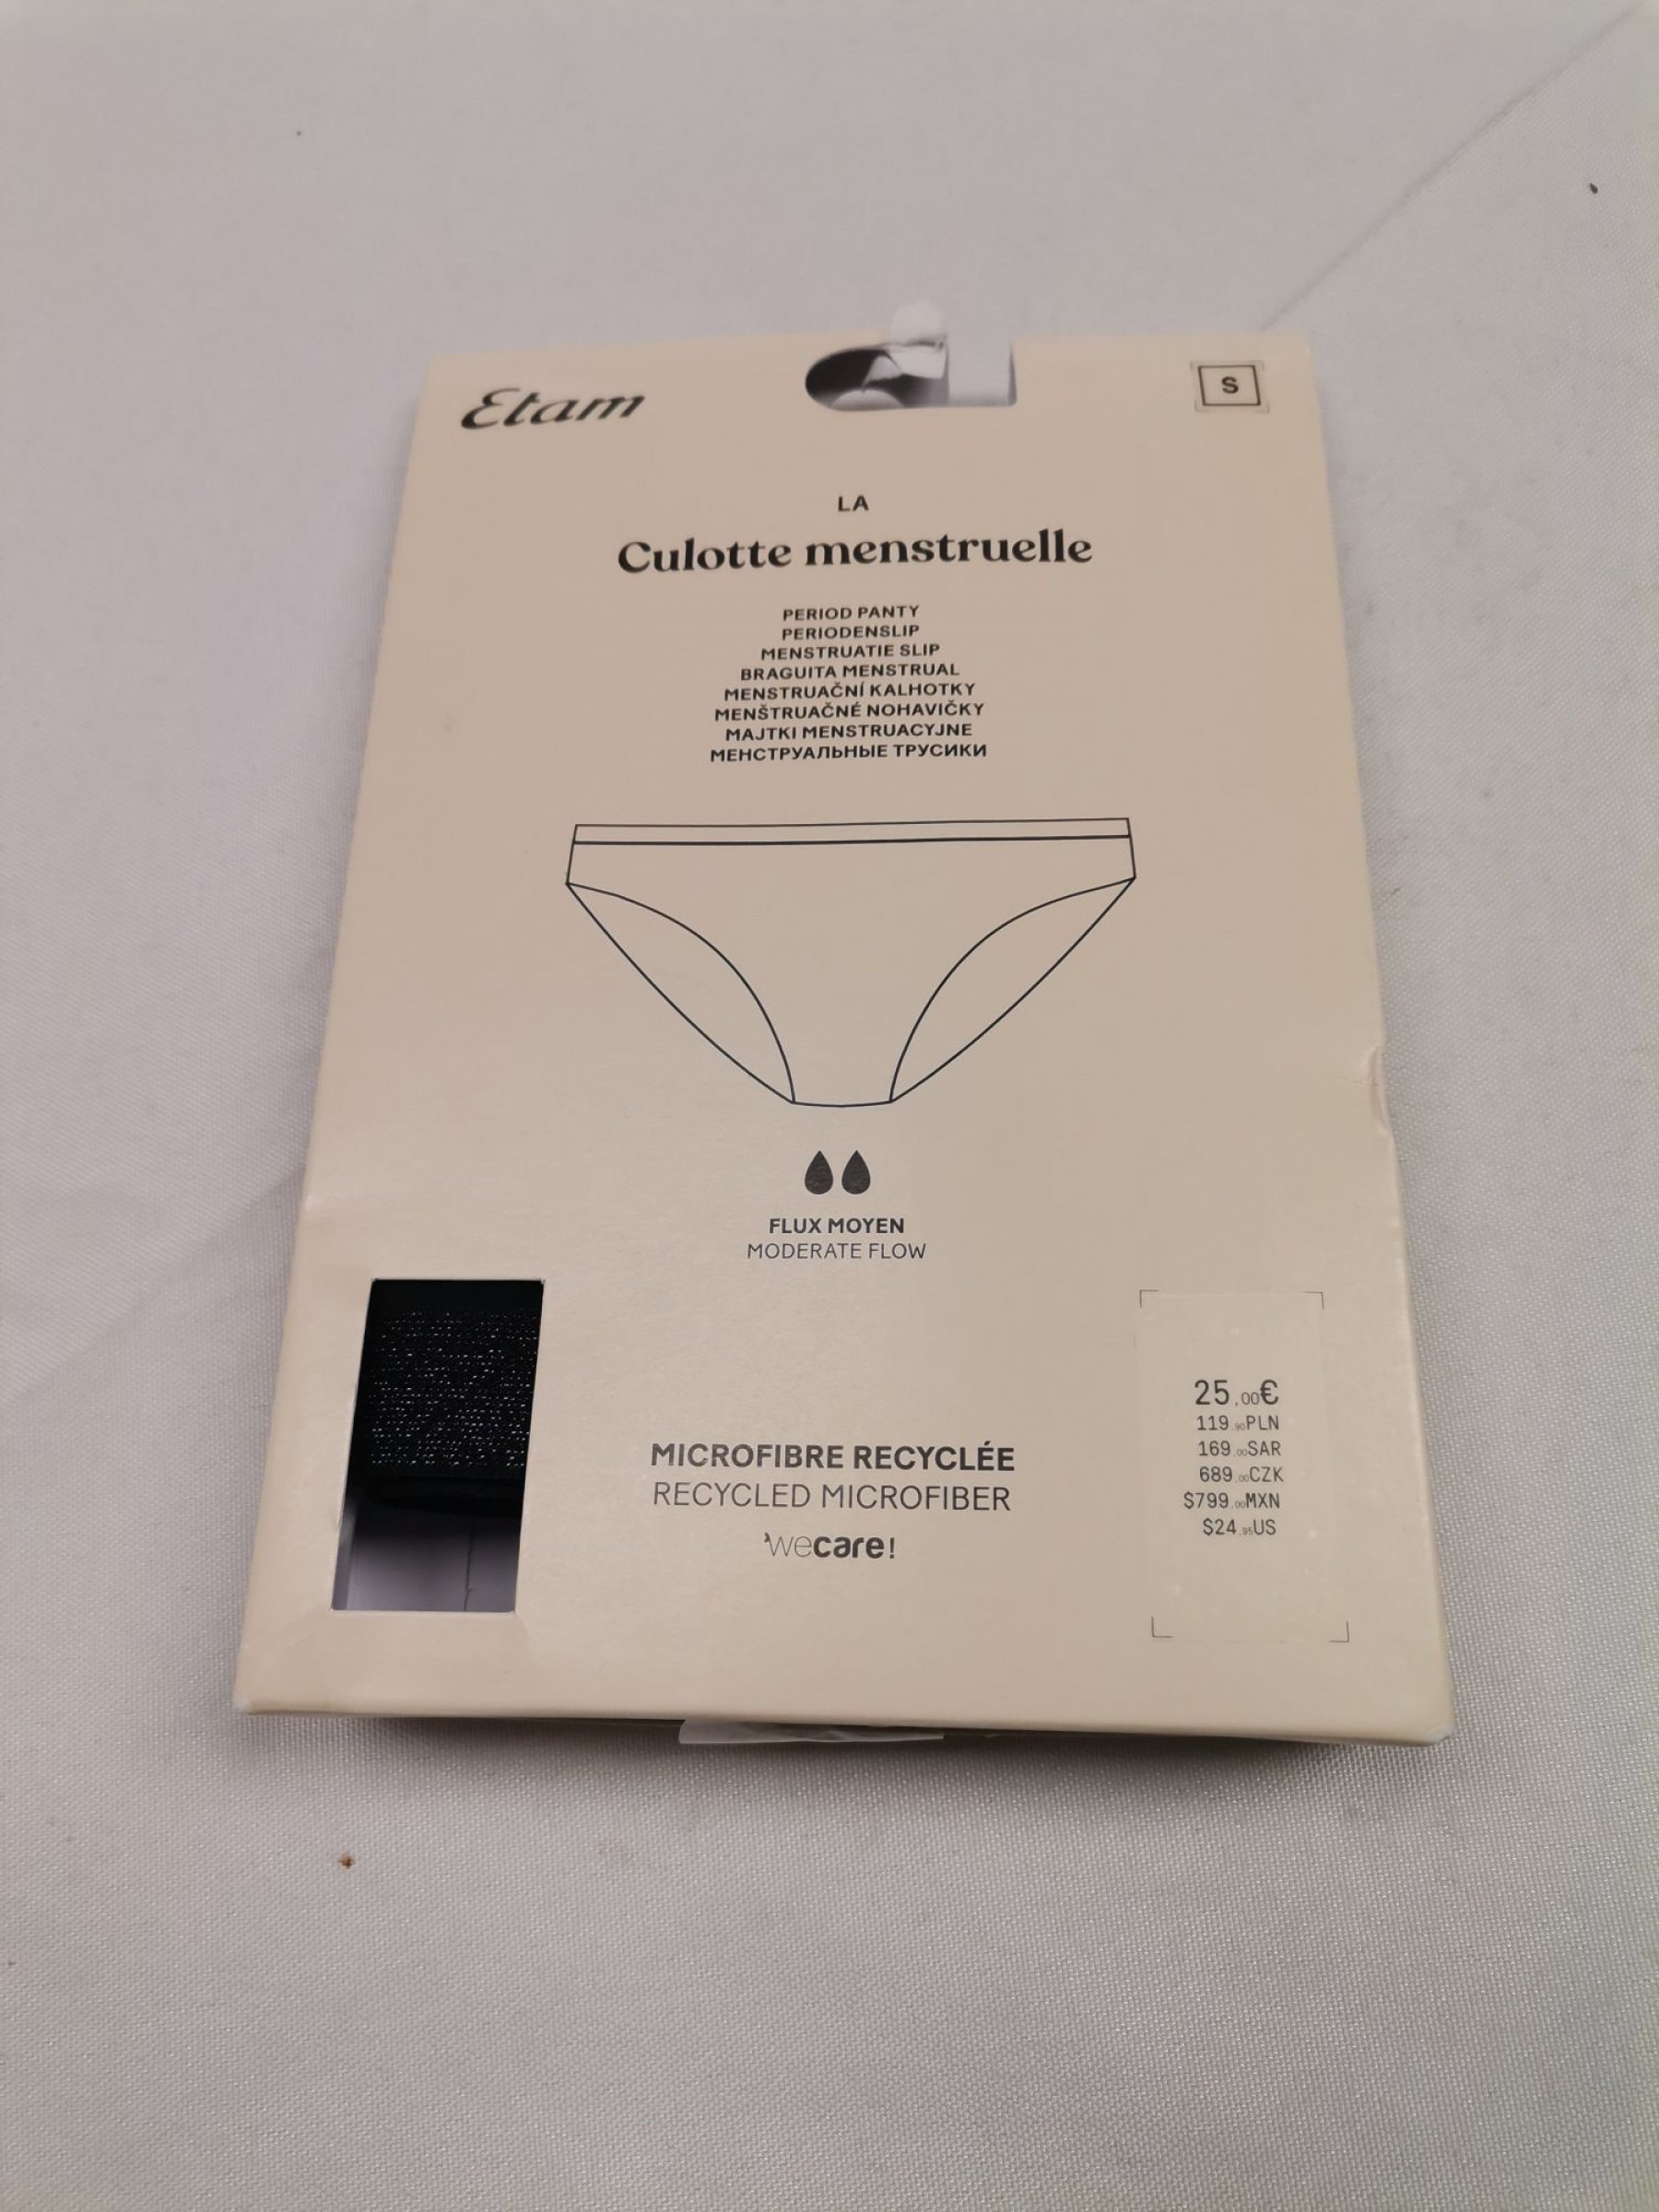 Etam
S
LA
Culotte menstruelle
PERIOD PANTY
PERIODENSLIP
MENSTRUATIE SLIP
BRAGUITA MENSTRUAL
MENSTRUAČNÍ KALHOTKY
MENŠTRUAČNÉ NOHAVIČKY
MAJTKI MENSTRUACYJNE
МЕНСТРУАЛЬНЫЕ ТРУСИКИ
FLUX MOYEN
MODERATE FLOW
MICROFIBRE RECYCLÉE
RECYCLED MICROFIBER
wecare!
25,00€
119.90PLN
169.00SAR
689.00CZK
$799.00MXN
$24.95US